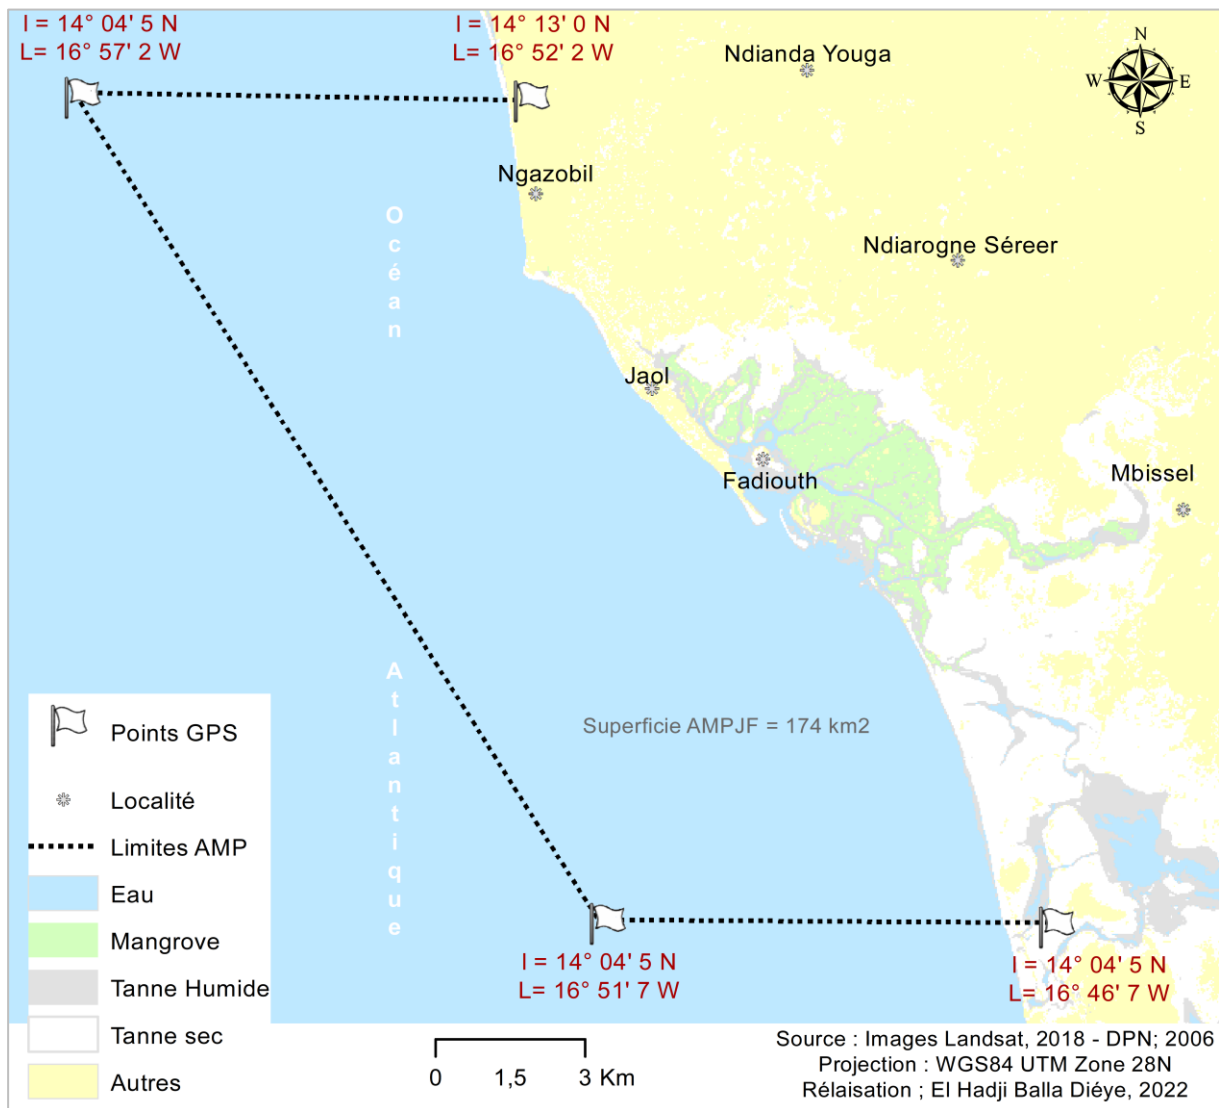 l = 14° 04' 5 N
L= 16° 57' 2 W
l = 14° 13' 0 N
L= 16° 52' 2 W
Ndianda Youga
N
W
E
S
Ngazobil
Océan
Ndiarogne Séreer
Jaol
Fadiouth
Mbissel
Atlantique
Superficie AMPJF = 174 km2
l = 14° 04' 5 N
L= 16° 51' 7 W
l = 14° 04' 5 N
L= 16° 46' 7 W
Points GPS
Localité
Limites AMP
Eau
Mangrove
Tanne Humide
Tanne sec
Autres
0 1,5 3 Km
Source : Images Landsat, 2018 - DPN; 2006
Projection : WGS84 UTM Zone 28N
Rélaisation ; El Hadji Balla Diéye, 2022